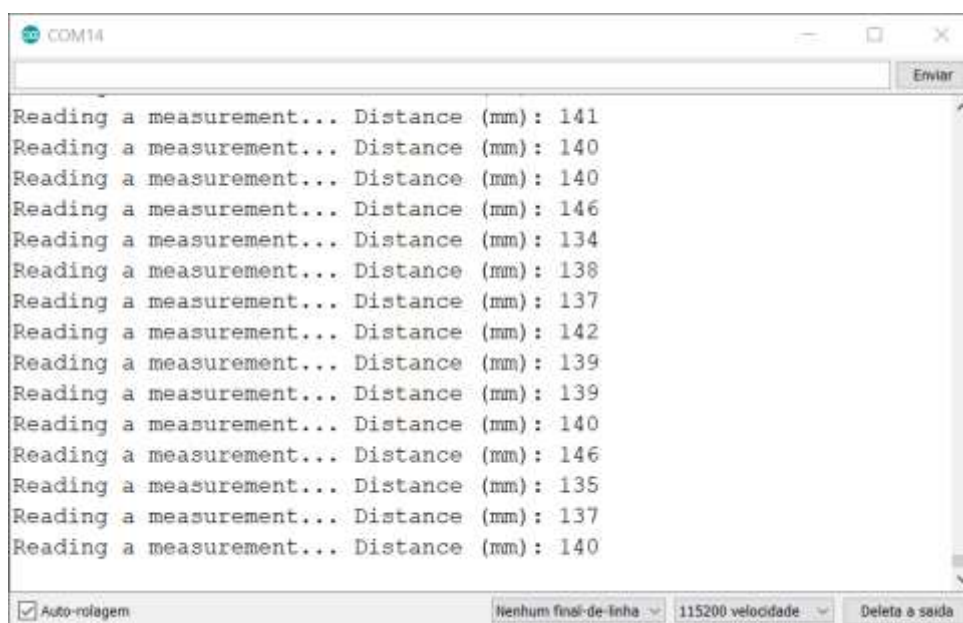 COM14
Enviar
Reading a measurement... Distance (mm): 141
Reading a measurement... Distance (mm): 140
Reading a measurement... Distance (mm): 140
Reading a measurement... Distance (mm): 146
Reading a measurement... Distance (mm): 134
Reading a measurement... Distance (mm): 138
Reading a measurement... Distance (mm): 137
Reading a measurement... Distance (mm): 142
Reading a measurement... Distance (mm): 139
Reading a measurement... Distance (mm): 139
Reading a measurement... Distance (mm): 140
Reading a measurement... Distance (mm): 146
Reading a measurement... Distance (mm): 135
Reading a measurement... Distance (mm): 137
Reading a measurement... Distance (mm): 140
Auto-rolagem Nenhum final-de-linha 115200 velocidade Deleta a saida